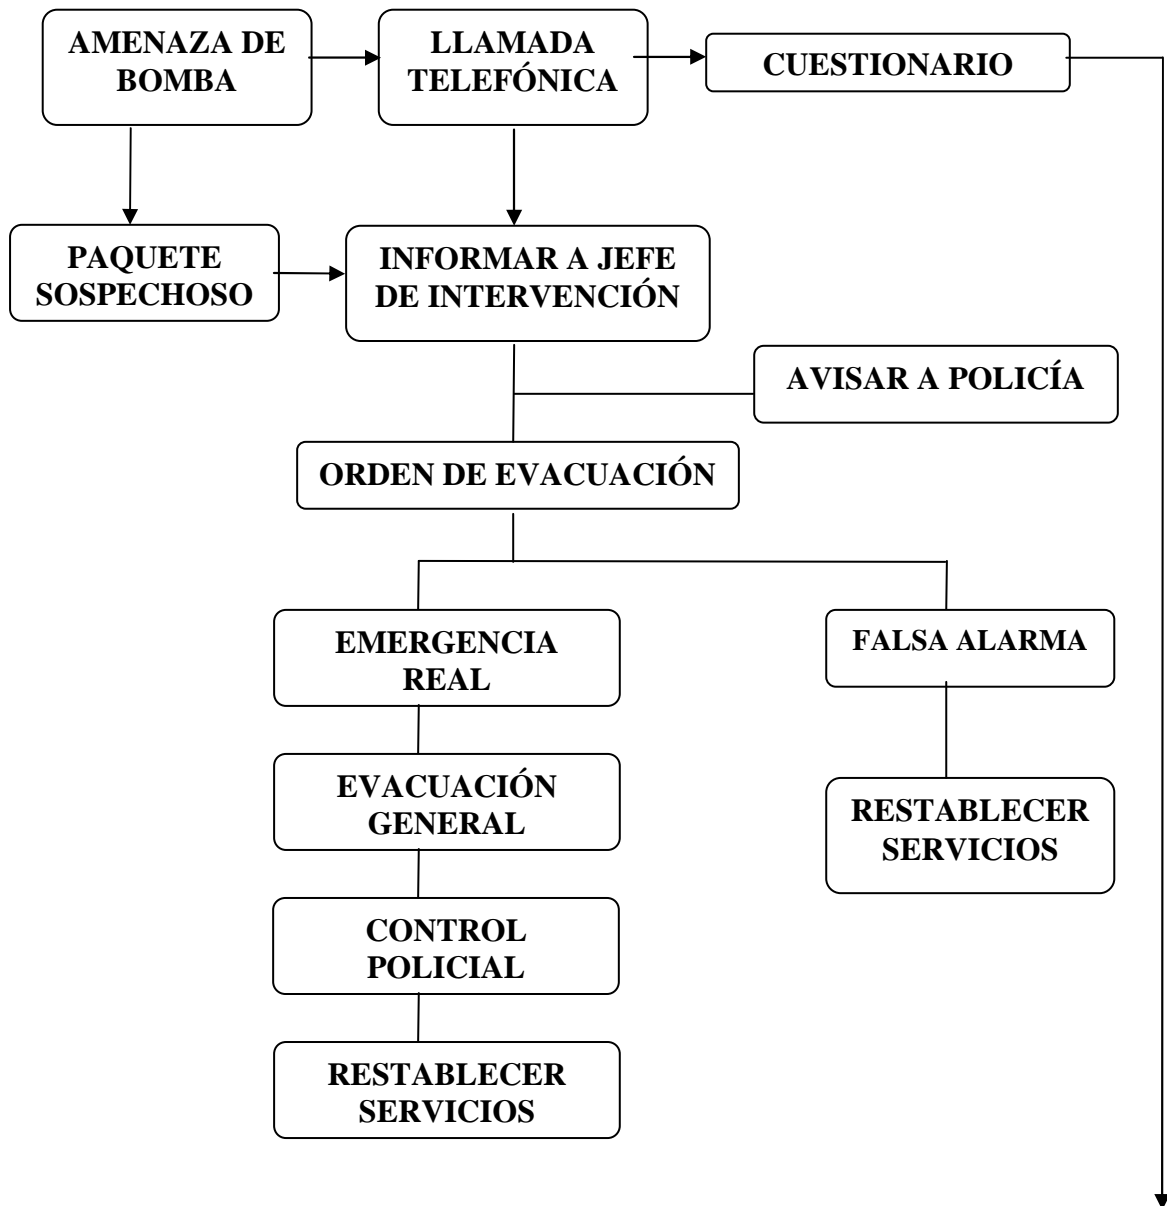 AMENAZA DE
BOMBA
LLAMADA
TELEFÓNICA
CUESTIONARIO
PAQUETE
SOSPECHOSO
INFORMAR A JEFE
DE INTERVENCIÓN
AVISAR A POLICÍA
ORDEN DE EVACUACIÓN
EMERGENCIA
REAL
FALSA ALARMA
EVACUACIÓN
GENERAL
RESTABLECER
SERVICIOS
CONTROL
POLICIAL
RESTABLECER
SERVICIOS